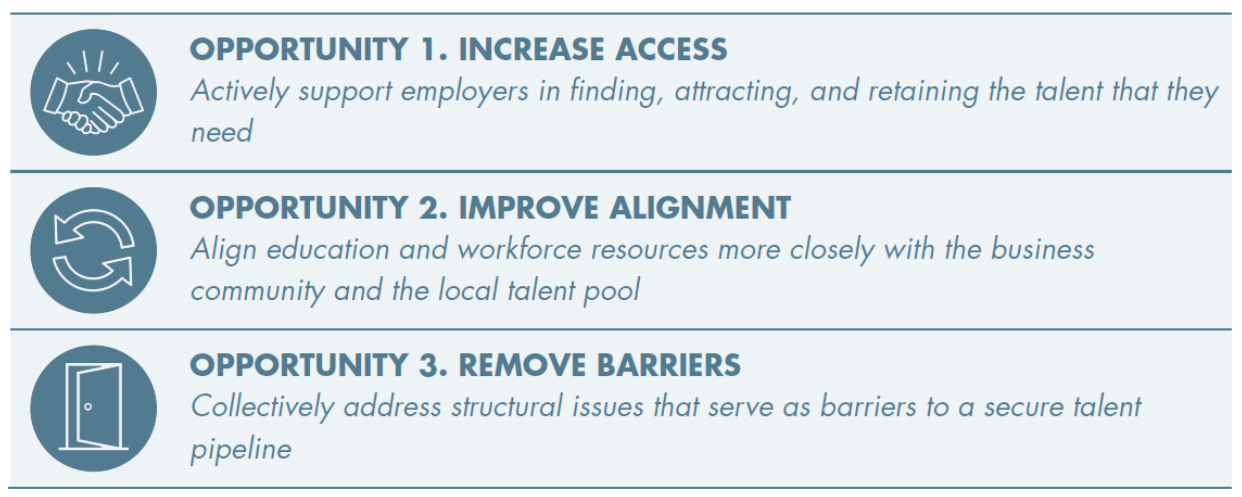 OPPORTUNITY 1. INCREASE ACCESS
Actively support employers in finding, attracting, and retaining the talent that they
need
OPPORTUNITY 2. IMPROVE ALIGNMENT
Align education and workforce resources more closely with the business
community and the local talent pool
OPPORTUNITY 3. REMOVE BARRIERS
Collectively address structural issues that serve as barriers to a secure talent
pipeline